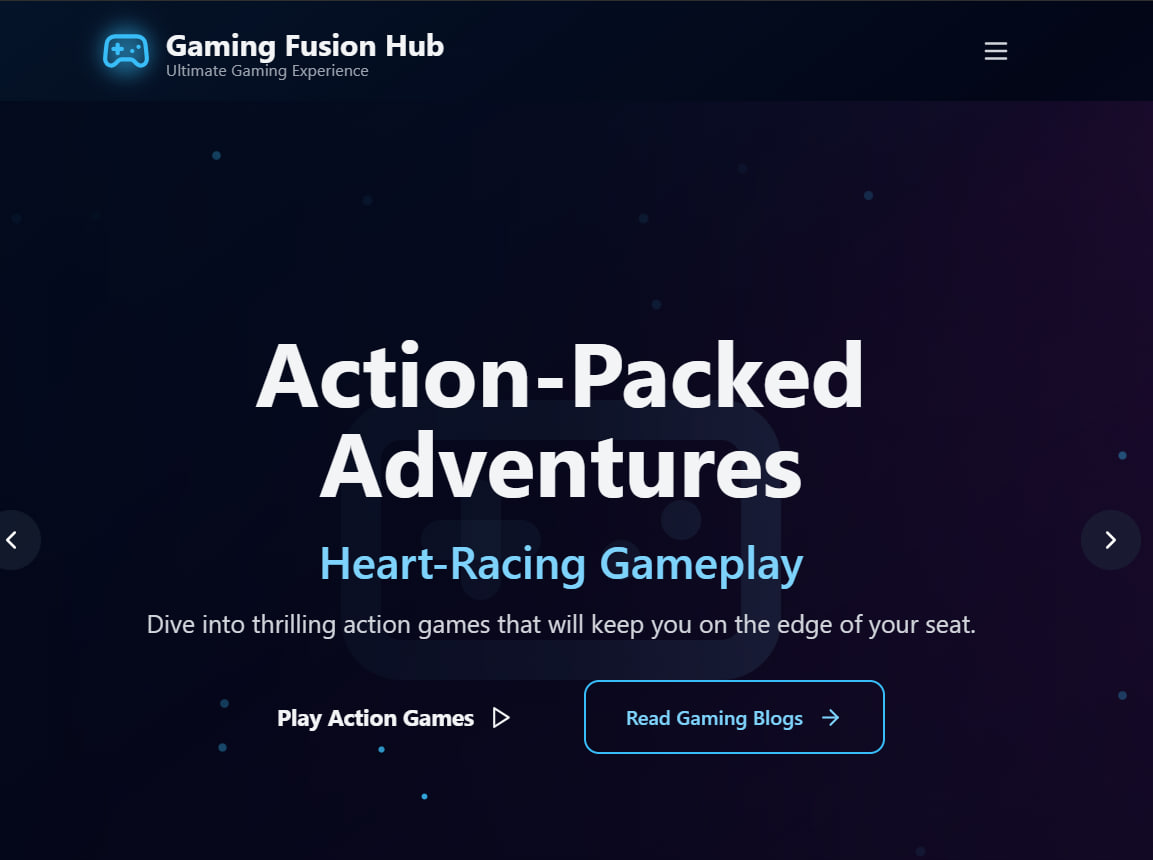 Gaming Fusion Hub
Ultimate Gaming Experience
Action-Packed
Adventures
Heart-Racing Gameplay
Dive into thrilling action games that will keep you on the edge of your seat.
Play Action Games
Read Gaming Blogs